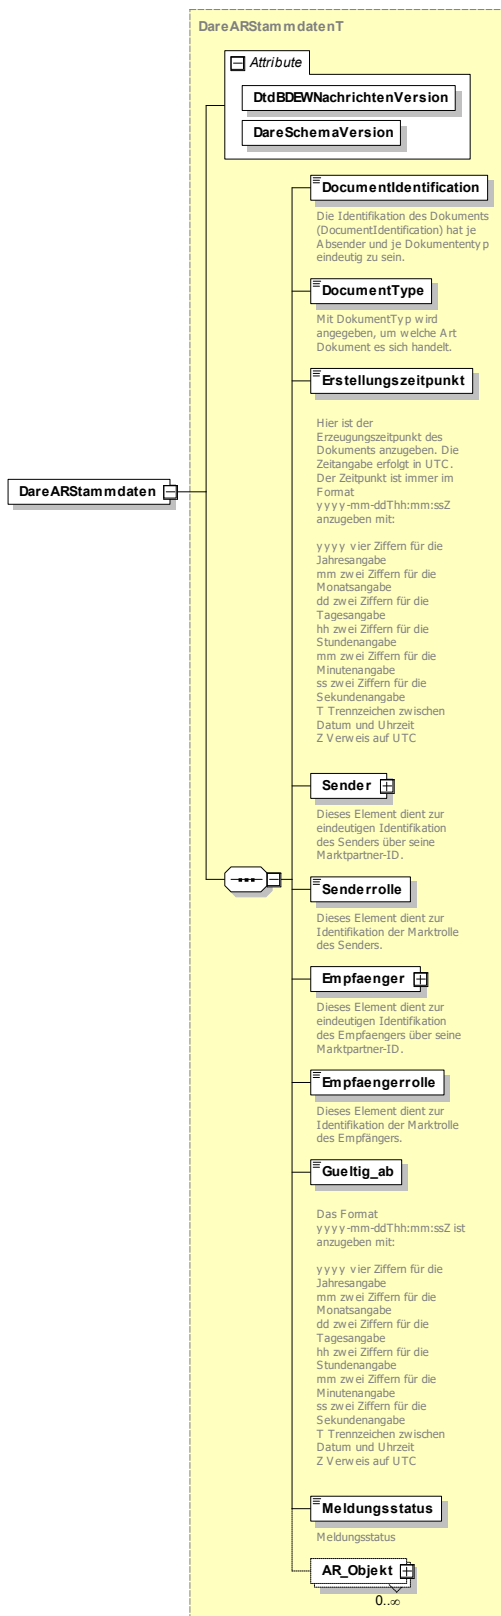 DareARStammdatenT
Attribute
DtdBDEWNachrichtenVersion
DareSchemaVersion
DocumentIdentification
Die Identifikation des Dokuments
(DocumentIdentification) hat je
Absender und je Dokumententyp
eindeutig zu sein.
DocumentType
Mit DokumentTyp wird
angegeben, um welche Art
Dokument es sich handelt.
Erstellungszeitpunkt
Hier ist der
Erzeugungszeitpunkt des
Dokuments anzugeben. Die
Zeitangabe erfolgt in UTC.
Der Zeitpunkt ist immer im
Format
yyyy-mm-ddThh:mm:ssZ
anzugeben mit:
yyyy vier Ziffern für die
Jahresangabe
mm zwei Ziffern für die
Monatsangabe
dd zwei Ziffern für die
Tagesangabe
hh zwei Ziffern für die
Stundenangabe
mm zwei Ziffern für die
Minutenangabe
ss zwei Ziffern für die
Sekundenangabe
T Trennzeichen zwischen
Datum und Uhrzeit
Z Verweis auf UTC
DareARStammdaten
Sender
Dieses Element dient zur
eindeutigen Identifikation
des Senders über seine
Marktpartner-ID.
Senderrolle
Dieses Element dient zur
Identifikation der Marktrolle
des Senders.
Empfaenger
Dieses Element dient zur
eindeutigen Identifikation
des Empfaengers über seine
Marktpartner-ID.
Empfaengerrolle
Dieses Element dient zur
Identifikation der Marktrolle
des Empfängers.
Gueltig_ab
Das Format
yyyy-mm-ddThh:mm:ssZ ist
anzugeben mit:
yyyy vier Ziffern für die
Jahresangabe
mm zwei Ziffern für die
Monatsangabe
dd zwei Ziffern für die
Tagesangabe
hh zwei Ziffern für die
Stundenangabe
mm zwei Ziffern für die
Minutenangabe
ss zwei Ziffern für die
Sekundenangabe
T Trennzeichen zwischen
Datum und Uhrzeit
Z Verweis auf UTC
Meldungsstatus
Meldungsstatus
AR_Objekt
0..∞